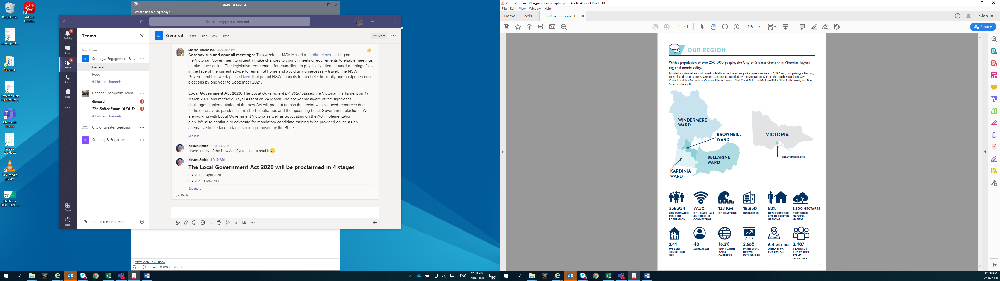 Recycle Bin
Adobe
Creati...
hs_err_pid1...
Personal
Letter to Link
Market Ser...
Microsoft
Teams
Labels
3x7.docx
VLC media
player
Elections
2020 - EMC ...
Skype for Business
What's happening today?
Search or type a command
Activity
1
Chat
Teams
Calls
Files
Apps
Help
Teams
Your teams
SE
Strategy, Engagement & ...
General
Food
9 hidden channels
Change Champions Team
General
1
The Boiler Room (AKA To...
1
4 hidden channels
City of Greater Geelong
SE
Strategy & Engagement ...
Join or create a team
SE
General
Posts
Files
Wiki
Test
Team
Sharna Thomason 3/27 3:12 PM
1
Coronavirus and council meetings: This week the MAV issued a media release calling on
the Victorian Government to urgently make changes to council meeting requirements to enable meetings
to take place online. The legislative requirement for councillors to physically attend council meetings flies
in the face of the current advice to remain at home and avoid any unnecessary travel. The NSW
Government this week passed laws that permit NSW councils to meet electronically and postpone council
elections by one year to September 2021.
Local Government Act 2020: The Local Government Bill 2020 passed the Victorian Parliament on 17
March 2020 and received Royal Assent on 24 March. We are keenly aware of the significant
challenges implementation of the new Act will present across the sector with reduced resources due
to the coronavirus pandemic, the short timeframes and the upcoming Local Government elections. We
are working with Local Government Victoria as well as advocating on the Act implementation
plan. We also continue to advocate for mandatory candidate training to be provided online as an
alternative to the face to face training proposed by the State.
See less
Kirsten Smith 3/28 8:39 AM
I have a copy of the New Act if you need to read it
Kirsten Smith 10:10 AM
The Local Government Act 2020 will be proclaimed in 4 stages
STAGE 1 – 6 April 2020
STAGE 2 – 1 May 2020
See more
Reply
GIF
View More in Outlook
CALL FORWARDING OFF
ENG
12:08 PM
2/04/2020
20
2018-22 Council Plan_page 2 infographic.pdf - Adobe Acrobat Reader DC
File Edit View Window Help
Home
Tools
2018-22 Council Pl... ×
Sign In
1 / 1
71%
Share
OUR REGION
With a population of over 250,000 people, the City of Greater Geelong is Victoria's largest
regional municipality.
Located 75 kilometres south west of Melbourne, the municipality covers an area of 1,247 km², comprising suburban,
coastal, and country areas. Greater Geelong is bounded by the Moorabool Shire in the north, Wyndham City
Council and the Borough of Queenscliffe in the east, Surf Coast Shire and Golden Plains Shire in the west, and Bass
Strait to the south.
WINDERMERE
WARD
BROWNBILL
WARD
BELLARINE
WARD
KARDINIA
WARD
VICTORIA
GREATER GEELONG
258,934
2019 ESTIMATED
RESIDENT
POPULATION
77.3%
OF HOMES HAVE
AN INTERNET
CONNECTION
133 KM
OF COASTLINE
18,850
BUSINESSES
83%
OF WORKFORCE
LIVE IN GREATER
GEELONG
1,300 HECTARES
PROTECTED
NATURAL
HABITAT
2.41
AVERAGE
HOUSEHOLD
SIZE
40
MEDIAN AGE
16.2%
POPULATION
BORN
OVERSEAS
2.66%
POPULATION
GROWTH
RATE (2018-19)
6.4 MILLION
VISITORS TO
THE REGION
2,407
ABORIGINAL
AND TORRES
STRAIT
ISLANDERS
2
12:08 PM
2/04/2020